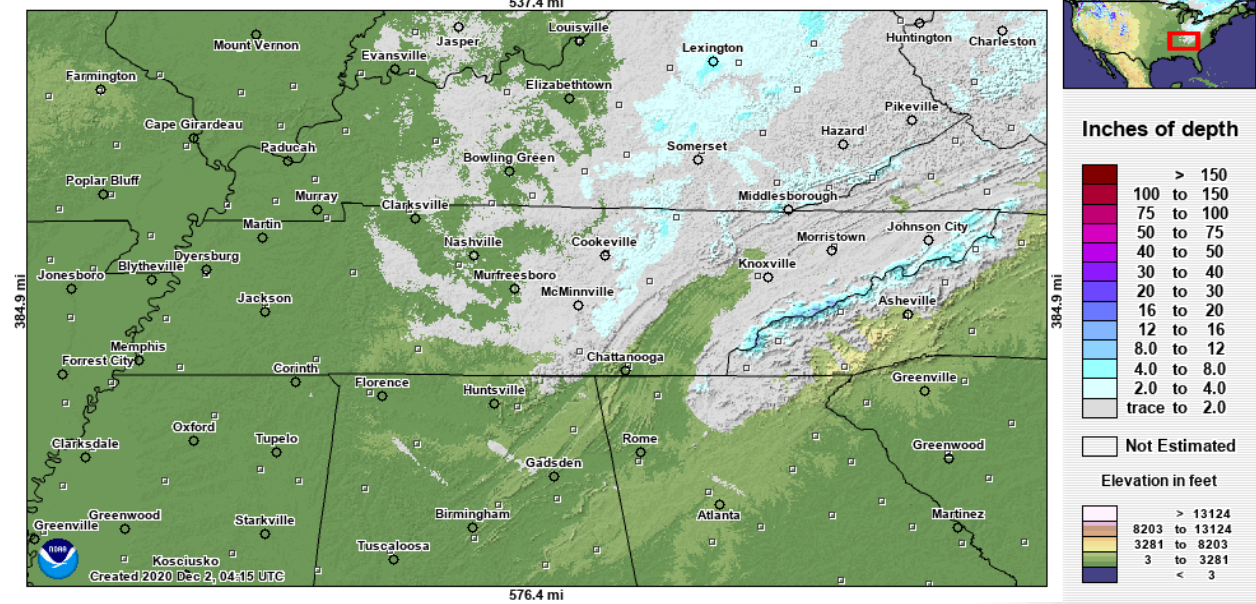 537.4 mi
Mount Vernon
Evansville
Jasper
Louisville
Lexington
Huntington
Charleston
Farmington
Elizabethtown
Pikeville
Cape Girardeau
Hazard
Paducah
Bowling Green
Somerset
Poplar Bluff
Murray
Clarksville
Middlesborough
Martin
Johnson City
Nashville
Cookeville
Morristown
Jonesboro
Blytheville
Dyersburg
Murfreesboro
Knoxville
Jackson
McMinnville
Asheville
384.9 mi
384.9 mi
Memphis
Forrest City
Corinth
Chattanooga
Florence
Huntsville
Greenville
Clarksdale
Oxford
Tupelo
Rome
Greenwood
Gadsden
Greenville
Greenwood
Starkville
Birmingham
Atlanta
Martinez
Kosciusko
Tuscaloosa
NOAA
Created 2020 Dec 2, 04:15 UTC
576.4 mi
Inches of depth
> 150
100 to 150
75 to 100
50 to 75
40 to 50
30 to 40
20 to 30
16 to 20
12 to 16
8.0 to 12
4.0 to 8.0
2.0 to 4.0
trace to 2.0
Not Estimated
Elevation in feet
> 13124
8203 to 13124
3281 to 8203
3 to 3281
< 3